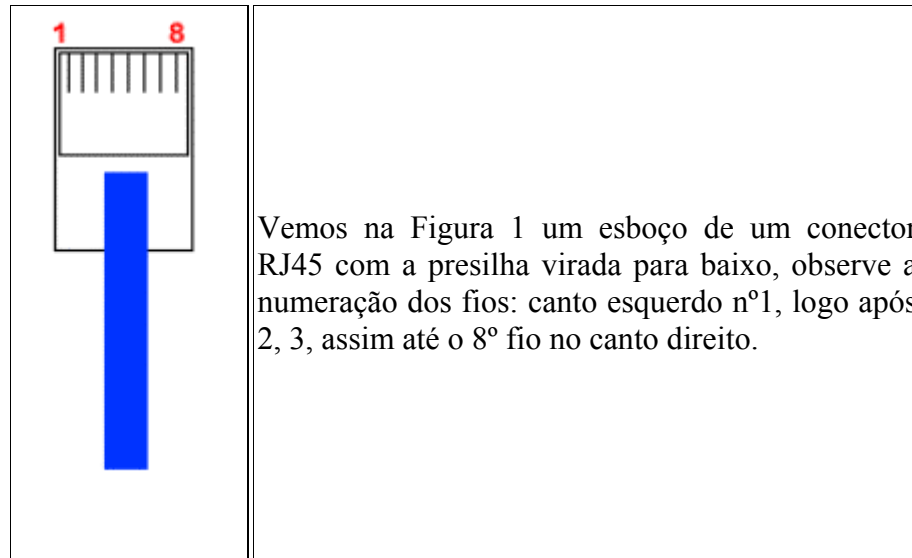 1 8
Vemos na Figura 1 um esboço de um conector
RJ45 com a presilha virada para baixo, observe a
numeração dos fios: canto esquerdo nº1, logo após
2, 3, assim até o 8º fio no canto direito.